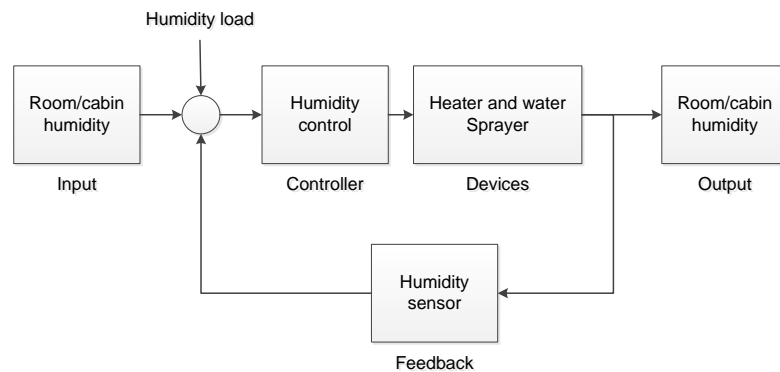 Humidity load
Room/cabin
humidity
Input
Humidity
control
Controller
Heater and water
Sprayer
Devices
Room/cabin
humidity
Output
Humidity
sensor
Feedback